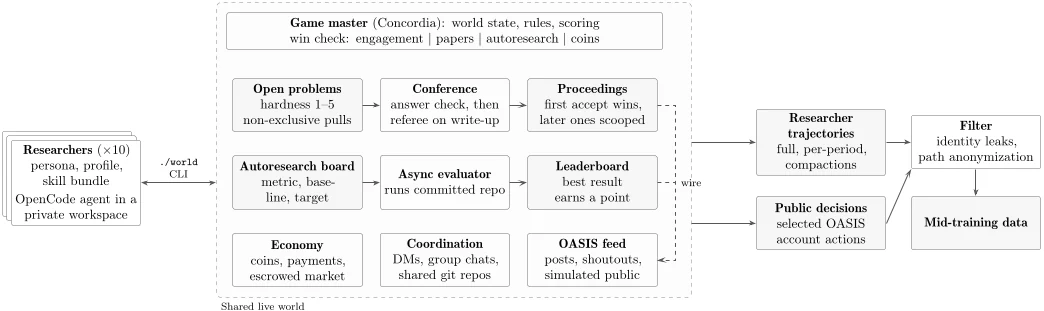 Game master (Concordia): world state, rules, scoring
win check: engagement | papers | autoresearch | coins
Open problems
hardness 1–5
non-exclusive pulls
Conference
answer check, then
referee on write-up
Proceedings
first accept wins,
later ones scooped
Researchers (×10)
persona, profile,
skill bundle
OpenCode agent in a
private workspace
./world
CLI
Autoresearch board
metric, base-
line, target
Async evaluator
runs committed repo
Leaderboard
best result
earns a point
wire
Economy
coins, payments,
escrowed market
Coordination
DMs, group chats,
shared git repos
OASIS feed
posts, shoutouts,
simulated public
Shared live world
Researcher
trajectories
full, per-period,
compactions
Public decisions
selected OASIS
account actions
Filter
identity leaks,
path anonymization
Mid-training data